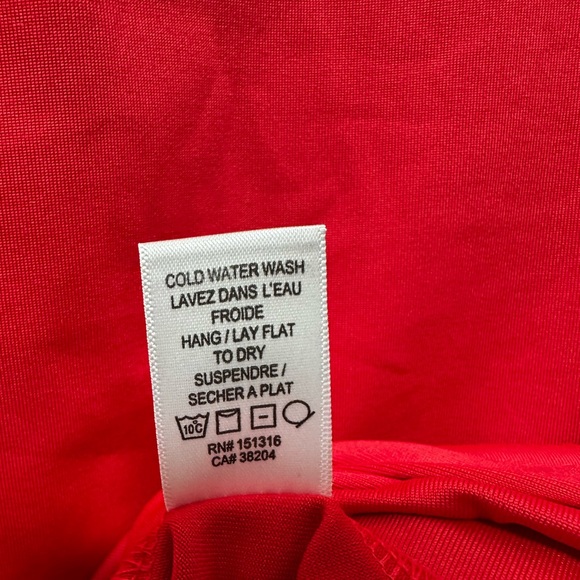 COLD WATER WASH
LAVEZ DANS L'EAU
FROIDE
HANG / LAY FLAT
TO DRY
SUSPENDRE /
SECHER A PLAT
10C
RN# 151316
CA# 38204